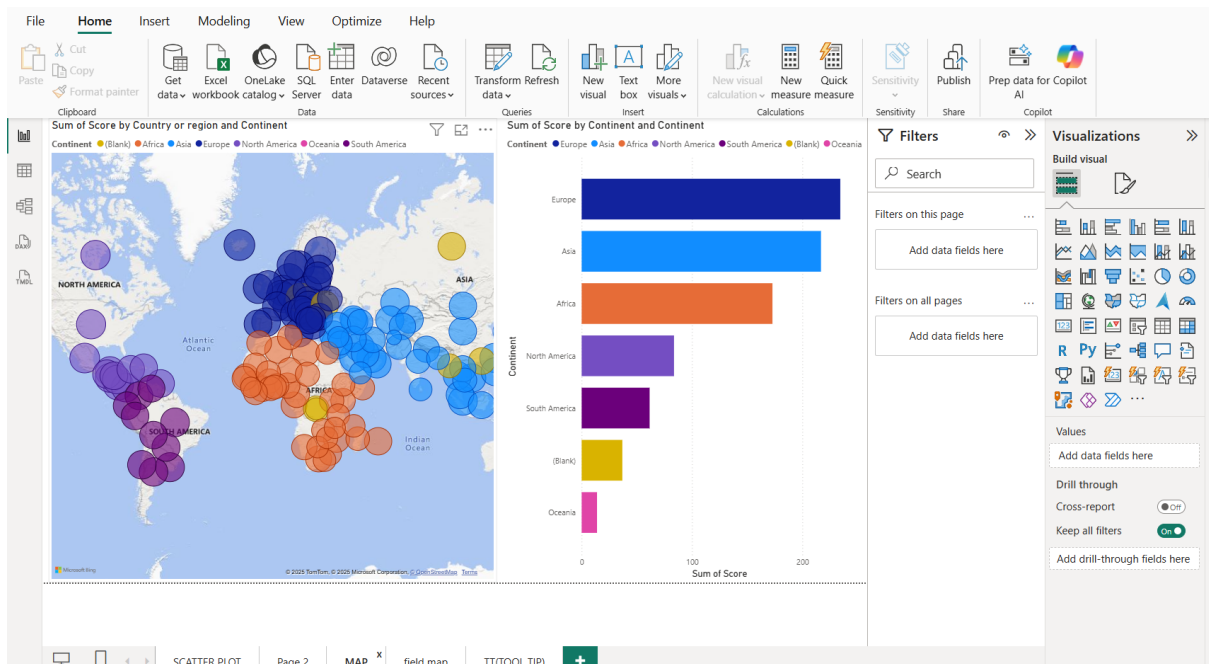 File Home Insert Modeling View Optimize Help
Paste
Cut
Copy
Format painter
Clipboard
Get data
Excel workbook
OneLake catalog
SQL Server
Enter data
Dataverse
Recent sources
Data
Transform data
Refresh
Queries
New visual
Text box
More visuals
Insert
New visual calculation
New measure
Quick measure
Calculations
Sensitivity
Sensitivity
Publish
Share
Prep data for AI
Copilot
Copilot
DAX
TMDL
Sum of Score by Country or region and Continent
Continent (Blank) Africa Asia Europe North America Oceania South America
NORTH AMERICA
ASIA
Atlantic
Ocean
AFRICA
SOUTH AMERICA
Indian
Ocean
Microsoft Bing
© 2025 TomTom, © 2025 Microsoft Corporation, © OpenStreetMap Terms
Sum of Score by Continent and Continent
Continent Europe Asia Africa North America South America (Blank) Oceania
Continent
Europe
Asia
Africa
North America
South America
(Blank)
Oceania
0 100 200
Sum of Score
Filters
Search
Filters on this page ...
Add data fields here
Filters on all pages ...
Add data fields here
Visualizations
Build visual
123
R Py
123
...
Values
Add data fields here
Drill through
Cross-report Off
Keep all filters On
Add drill-through fields here
SCATTER PLOT Page 2 MAP x field map TT(TOOL TIP) +